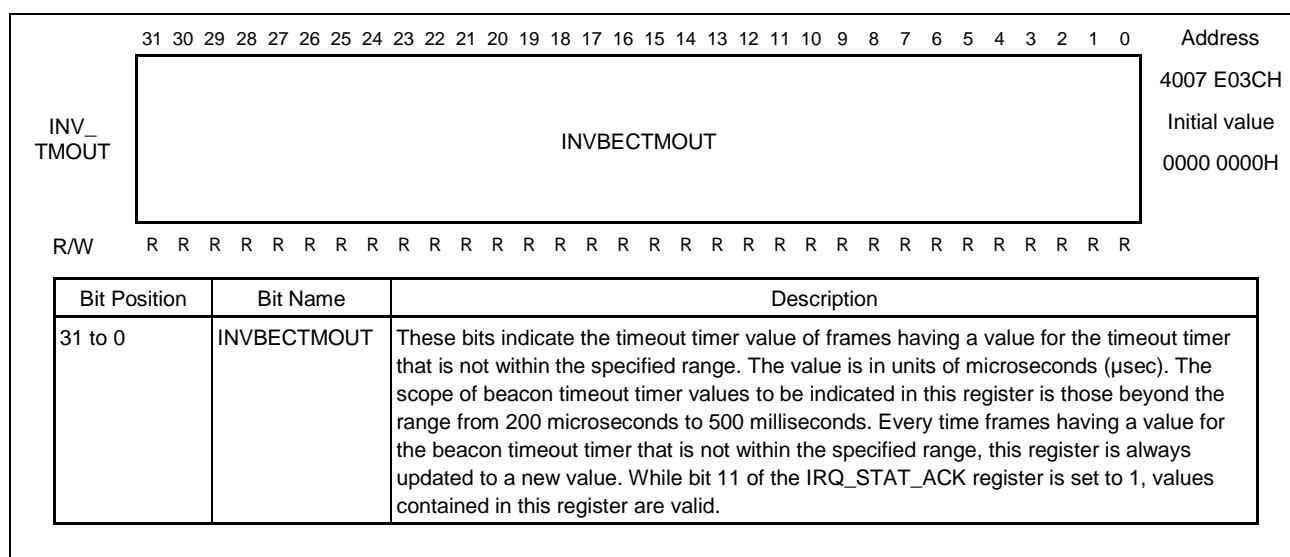 31 30 29 28 27 26 25 24 23 22 21 20 19 18 17 16 15 14 13 12 11 10 9 8 7 6 5 4 3 2 1 0 Address
4007 E03CH
INV_
TMOUT
INVBECTMOUT
Initial value
0000 0000H
R/W R R R R R R R R R R R R R R R R R R R R R R R R R R R R R R R R
Bit Position Bit Name Description
31 to 0 INVBECTMOUT These bits indicate the timeout timer value of frames having a value for the timeout timer
that is not within the specified range. The value is in units of microseconds (μsec). The
scope of beacon timeout timer values to be indicated in this register is those beyond the
range from 200 microseconds to 500 milliseconds. Every time frames having a value for
the beacon timeout timer that is not within the specified range, this register is always
updated to a new value. While bit 11 of the IRQ_STAT_ACK register is set to 1, values
contained in this register are valid.